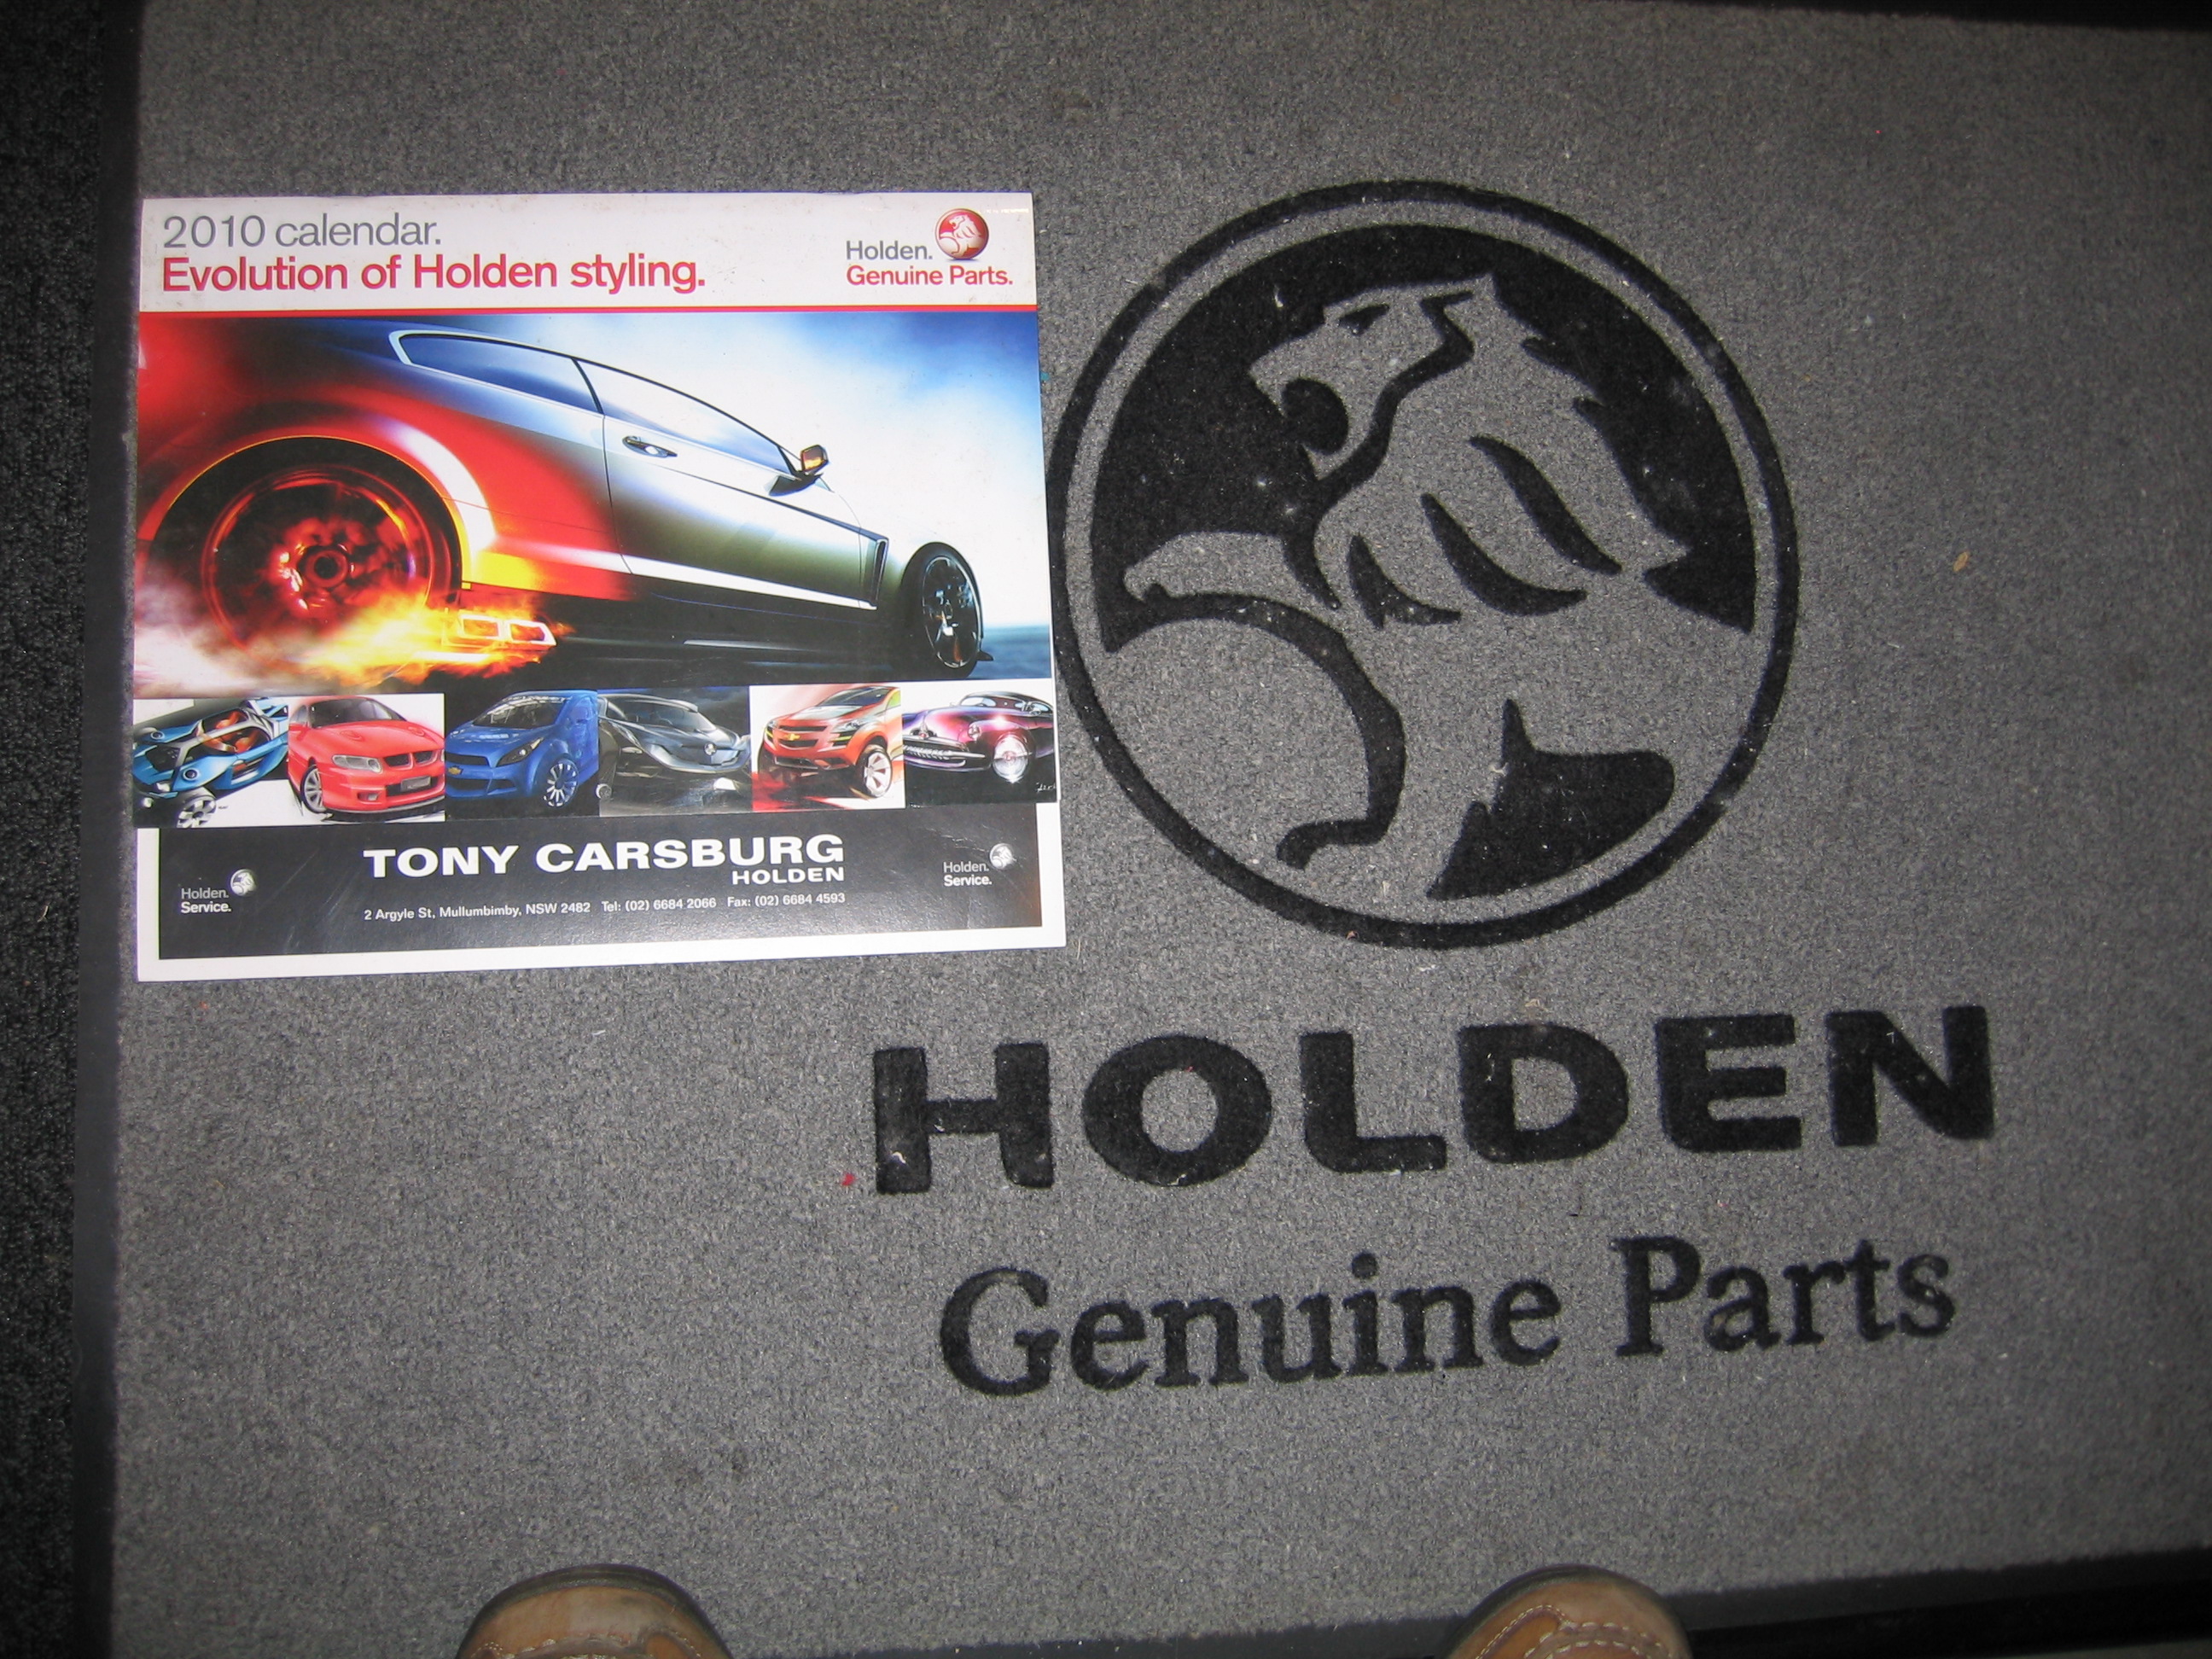 2010 calendar.
Evolution of Holden styling.
Holden.
Genuine Parts.
TONY CARSBURG
HOLDEN
Holden.
Service.
Holden.
Service.
2 Argyle St, Mullumbimby, NSW 2482 Tel: (02) 6684 2066 Fax: (02) 6684 4593
HOLDEN
Genuine Parts